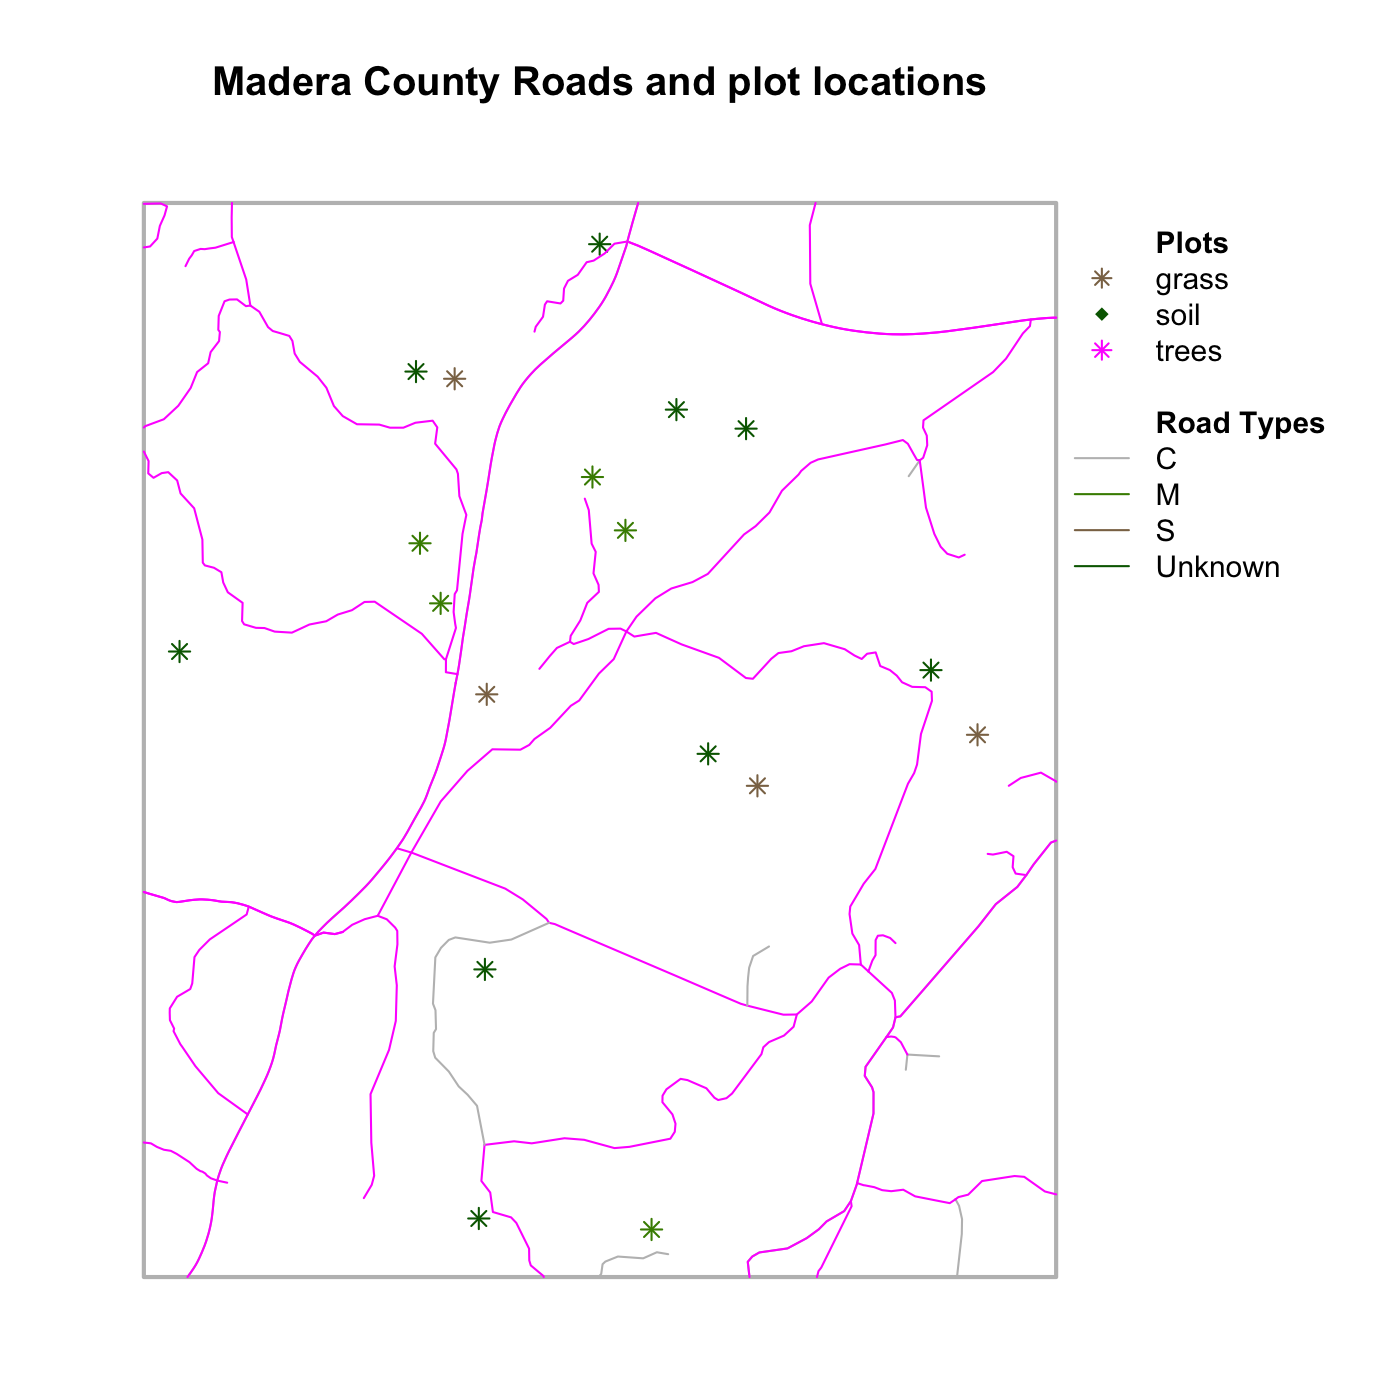 Madera County Roads and plot locations
Plots
grass
soil
trees
Road Types
C
M
S
Unknown